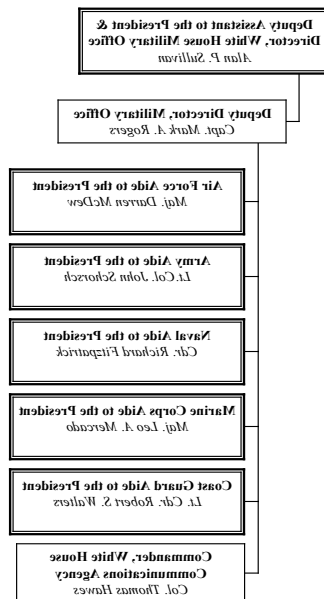 Deputy Assistant to the President &
Director, White House Military Office
Alan P. Sullivan
Deputy Director, Military Office
Capt. Mark A. Rogers
Air Force Aide to the President
Maj. Darren McDew
Army Aide to the President
Lt.Col. John Schorsch
Naval Aide to the President
Cdr. Richard Fitzpatrick
Marine Corps Aide to the President
Maj. Leo A. Mercado
Coast Guard Aide to the President
Lt. Cdr. Robert S. Walters
Commander, White House
Communications Agency
Col. Thomas Hawes